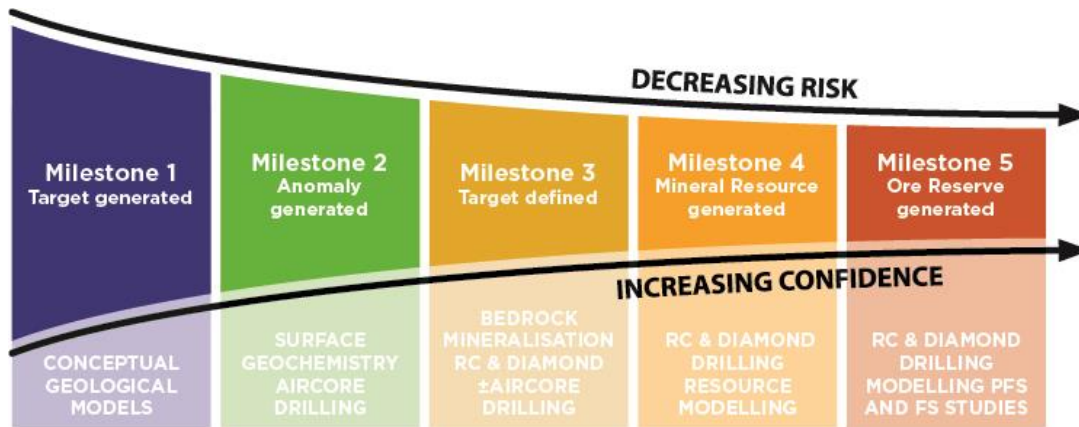 DECREASING RISK
Milestone 1
Target generated
Milestone 2
Anomaly
generated
Milestone 3
Target defined
Milestone 4
Mineral Resource
generated
Milestone 5
Ore Reserve
generated
INCREASING CONFIDENCE
CONCEPTUAL
GEOLOGICAL
MODELS
SURFACE
GEOCHEMISTRY
AIRCORE
DRILLING
BEDROCK
MINERALISATION
RC & DIAMOND
±AIRCORE
DRILLING
RC & DIAMOND
DRILLING
RESOURCE
MODELLING
RC & DIAMOND
DRILLING
MODELLING PFS
AND FS STUDIES